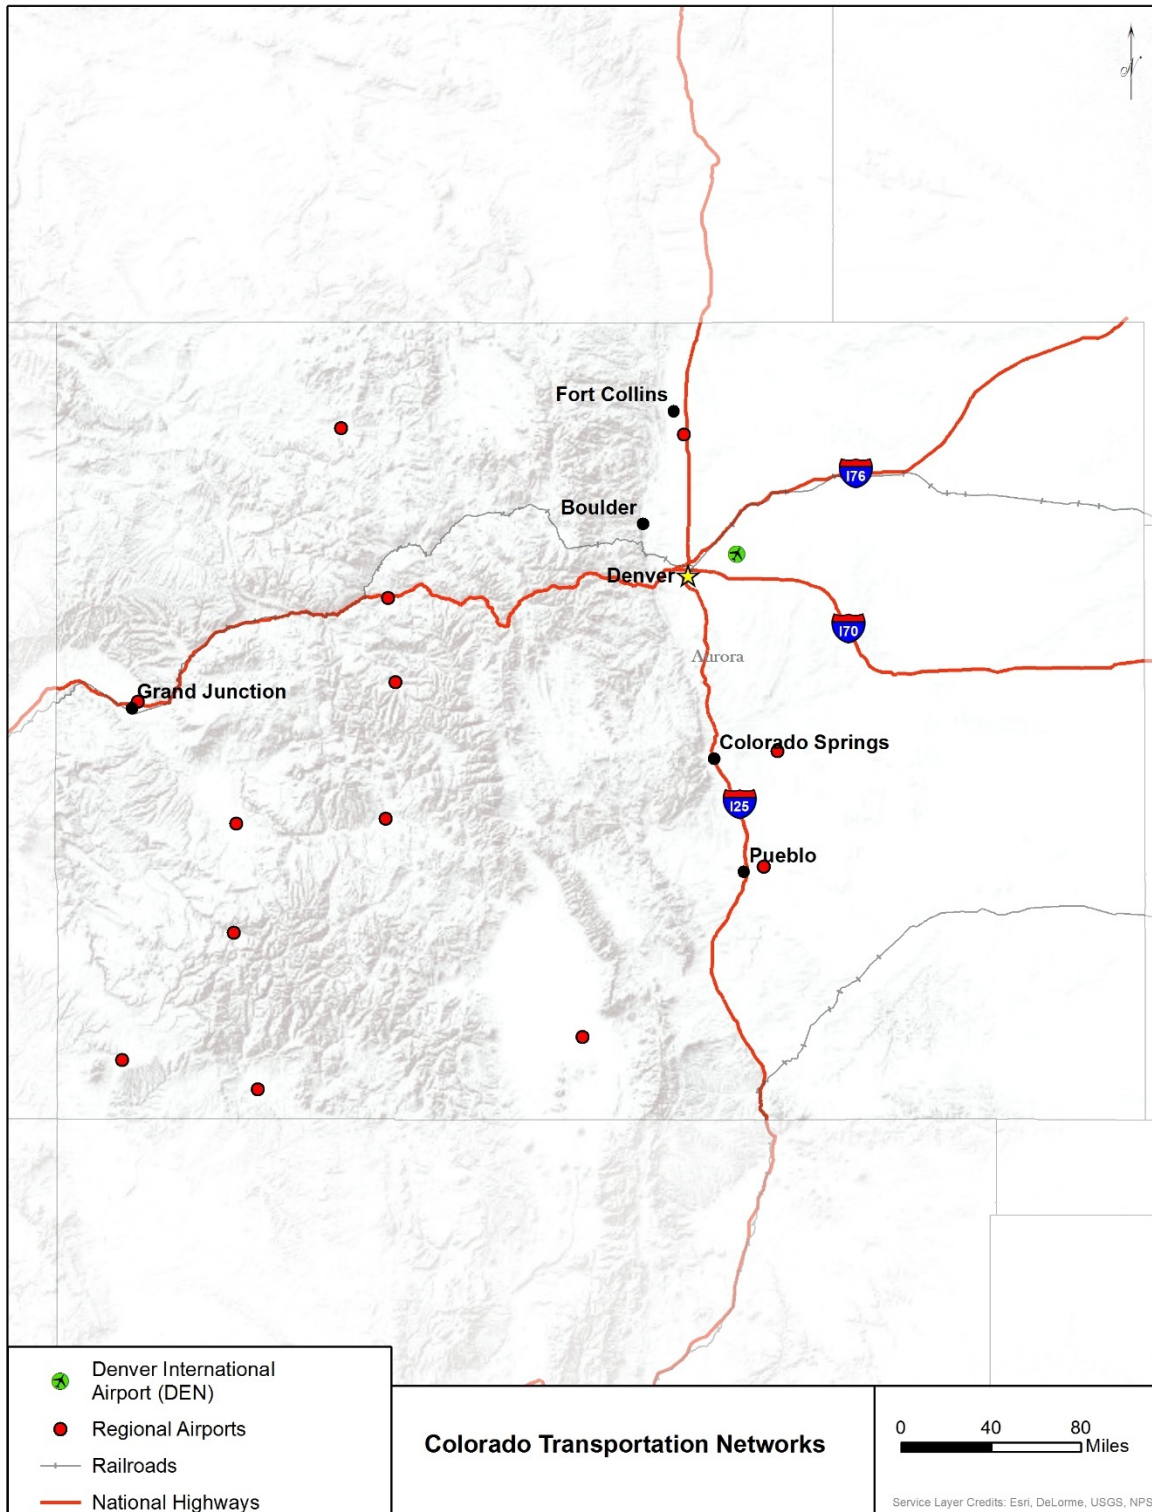 N
Fort Collins
I76
Boulder
Denver
I70
Aurora
Grand Junction
Colorado Springs
I25
Pueblo
Denver International
Airport (DEN)
Regional Airports
Railroads
National Highways
Colorado Transportation Networks
0 40 80
Miles
Service Layer Credits: Esri, DeLorme, USGS, NPS